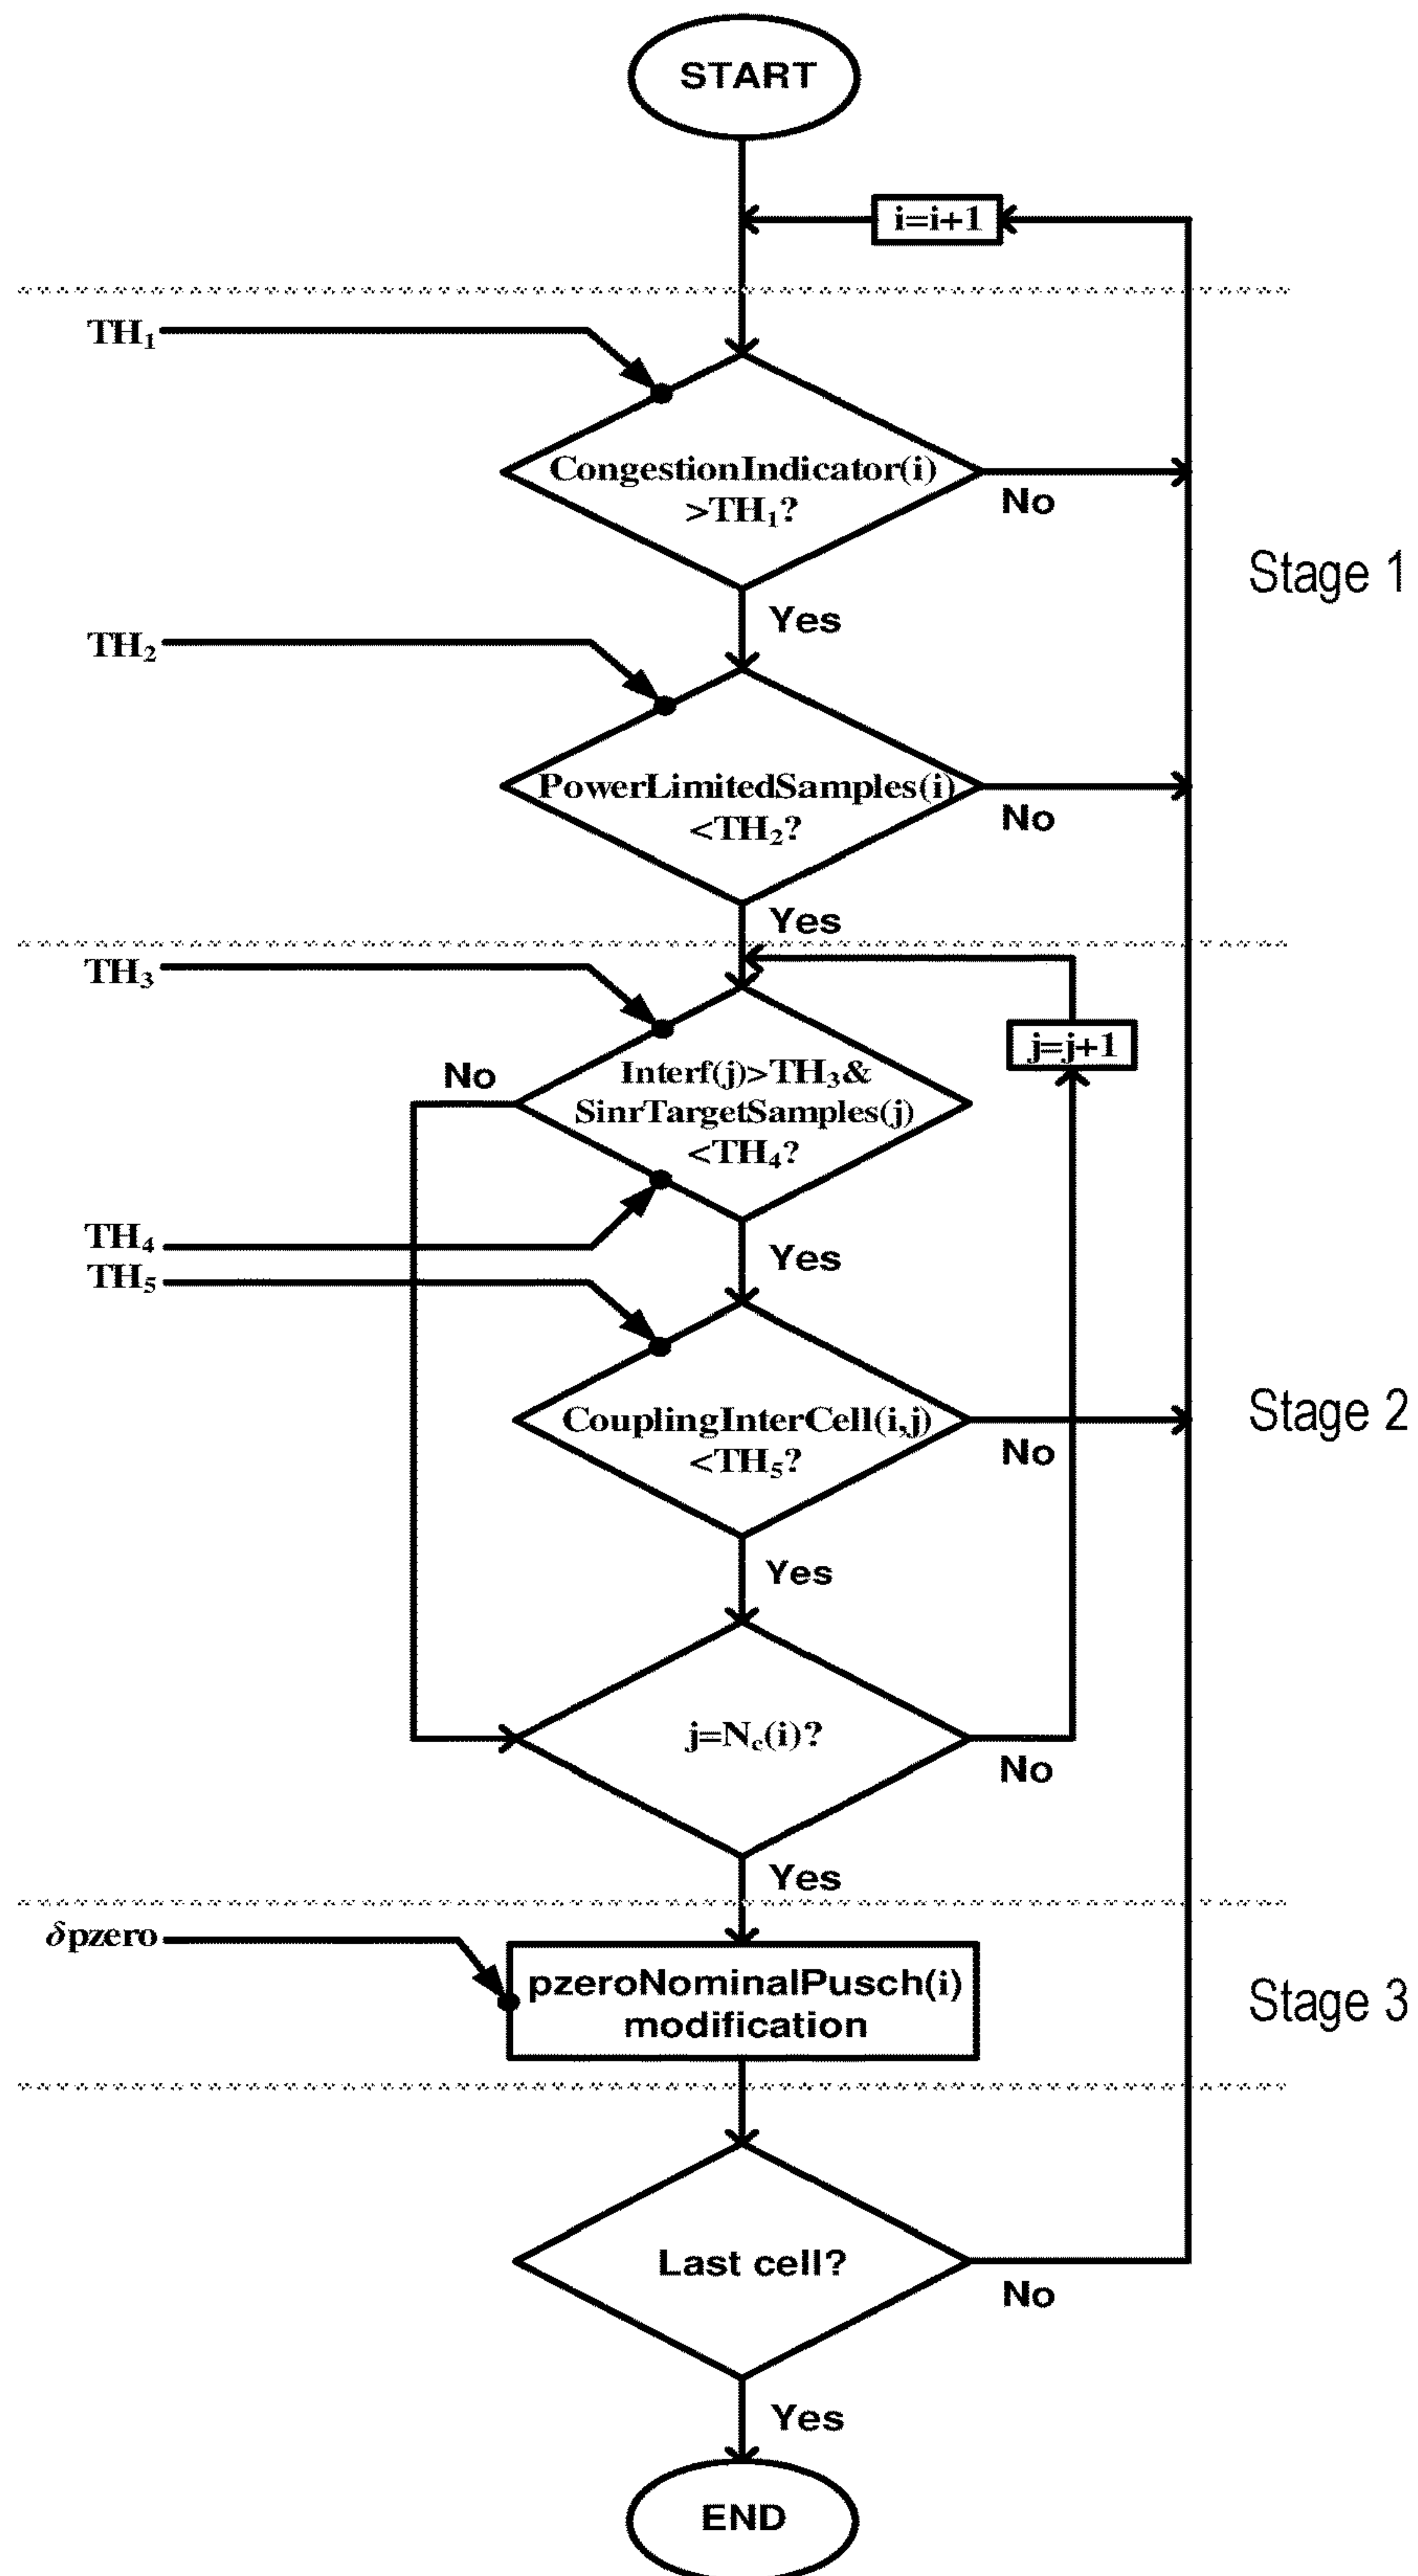 START
i=i+1
TH₁
CongestionIndicator(i)
>TH₁?
No
Stage 1
Yes
TH₂
PowerLimitedSamples(i)
<TH₂?
No
Yes
TH₃
j=j+1
No
Interf(j)>TH₃&
SinrTargetSamples(j)
<TH₄?
TH₄
Yes
TH₅
CouplingInterCell(i,j)
<TH₅?
No
Stage 2
Yes
j=N_c(i)?
No
Yes
δpzero
pzeroNominalPusch(i)
modification
Stage 3
Last cell?
No
Yes
END